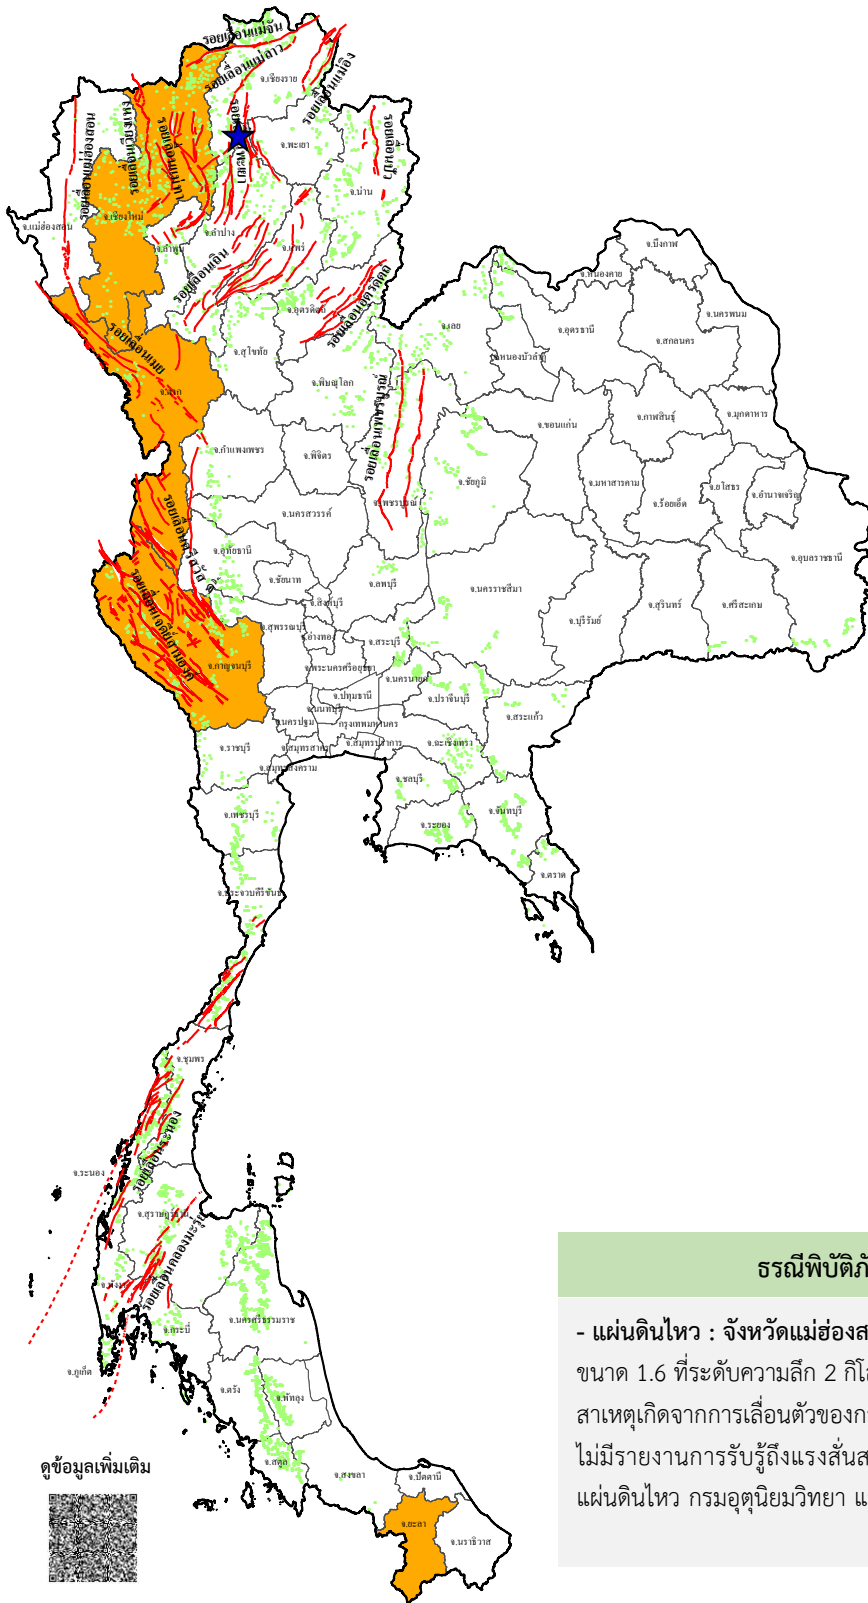 รอยเลื่อนแม่จัน
รอยเลื่อนแม่ลาว
จ.เชียงราย
รอยเลื่อนแม่อิง
รอยเลื่อนแม่ฮ่องสอน
รอยเลื่อนแม่ทา
รอยเลื่อนปัว
จ.พะเยา
จ.น่าน
จ.เชียงใหม่
จ.แม่ฮ่องสอน
จ.ลำปาง
จ.ลำพูน
จ.แพร่
รอยเลื่อนเถิน
จ.บึงกาฬ
จ.หนองคาย
จ.อุตรดิตถ์
รอยเลื่อนอุตรดิตถ์
จ.นครพนม
จ.เลย
จ.อุดรธานี
จ.สกลนคร
รอยเลื่อนเมย
จ.สุโขทัย
จ.หนองบัวลำภู
จ.ตาก
จ.พิษณุโลก
รอยเลื่อนเพชรบูรณ์
จ.ขอนแก่น
จ.กาฬสินธุ์
จ.มุกดาหาร
จ.กำแพงเพชร
จ.พิจิตร
จ.ชัยภูมิ
จ.มหาสารคาม
จ.ยโสธร
จ.อำนาจเจริญ
จ.เพชรบูรณ์
จ.ร้อยเอ็ด
จ.นครสวรรค์
จ.อุทัยธานี
จ.อุบลราชธานี
จ.ชัยนาท
จ.ลพบุรี
จ.นครราชสีมา
รอยเลื่อนเจดีย์สามองค์
จ.สิงห์บุรี
จ.บุรีรัมย์
จ.สุรินทร์
จ.ศรีสะเกษ
จ.สุพรรณบุรี
จ.อ่างทอง
จ.สระบุรี
จ.กาญจนบุรี
จ.พระนครศรีอยุธยา
จ.นครนายก
จ.ปทุมธานี
จ.ปราจีนบุรี
จ.นนทบุรี
จ.นครปฐม
กรุงเทพมหานคร
จ.สระแก้ว
จ.ราชบุรี
จ.สมุทรสาคร
จ.สมุทรปราการ
จ.ฉะเชิงเทรา
จ.สมุทรสงคราม
จ.ชลบุรี
จ.เพชรบุรี
จ.ระยอง
จ.จันทบุรี
จ.ตราด
จ.ประจวบคีรีขันธ์
จ.ชุมพร
รอยเลื่อนระนอง
จ.ระนอง
จ.สุราษฎร์ธานี
รอยเลื่อนคลองมะรุ่ย
จ.พังงา
จ.กระบี่
จ.นครศรีธรรมราช
จ.ภูเก็ต
จ.ตรัง
จ.พัทลุง
จ.สตูล
จ.สงขลา
จ.ปัตตานี
จ.ยะลา
จ.นราธิวาส
ดูข้อมูลเพิ่มเติม
ธรณีพิบัติภั
- แผ่นดินไหว : จังหวัดแม่ฮ่องส
ขนาด 1.6 ที่ระดับความลึก 2 กิโล
สาเหตุเกิดจากการเลื่อนตัวของก
ไม่มีรายงานการรับรู้ถึงแรงสั่นส
แผ่นดินไหว กรมอุตุนิยมวิทยา แ